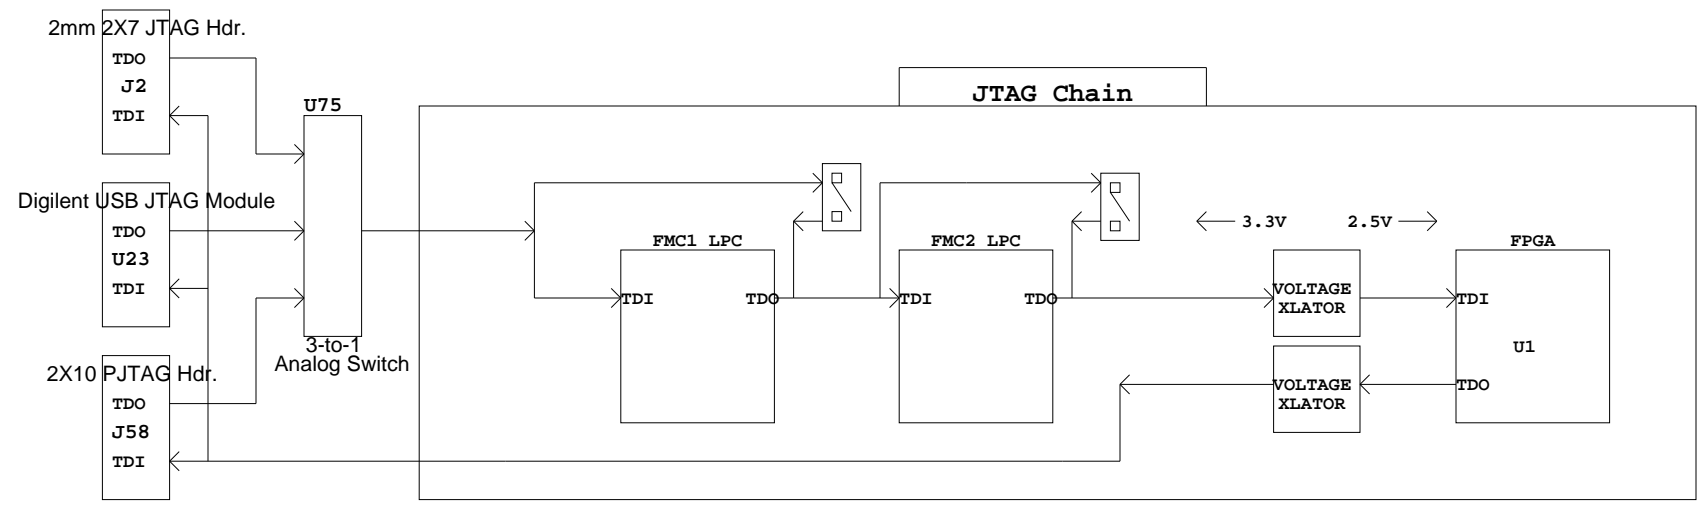 2mm 2X7 JTAG Hdr.
TDO
J2
TDI
Digilent USB JTAG Module
TDO
U23
TDI
2X10 PJTAG Hdr.
TDO
J58
TDI
U75
3-to-1
Analog Switch
JTAG Chain
FMC1 LPC
TDI
TDO
FMC2 LPC
TDI
TDO
3.3V
2.5V
VOLTAGE
XLATOR
VOLTAGE
XLATOR
FPGA
TDI
U1
TDO